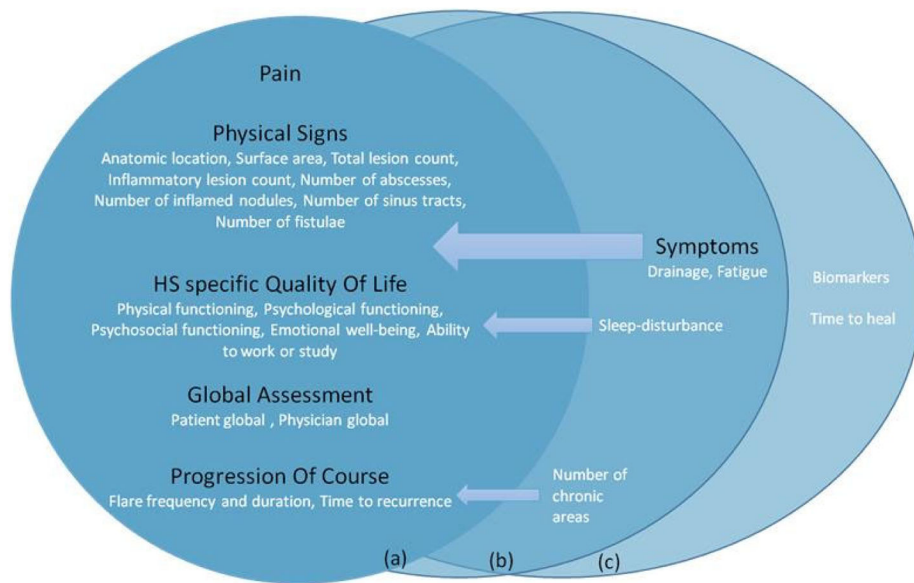 Pain
Physical Signs
Anatomic location, Surface area, Total lesion count,
Inflammatory lesion count, Number of abscesses,
Number of inflamed nodules, Number of sinus tracts,
Number of fistulae
Symptoms
Drainage, Fatigue
Biomarkers
Time to heal
HS specific Quality Of Life
Physical functioning, Psychological functioning,
Psychosocial functioning, Emotional well-being, Ability
to work or study
Sleep-disturbance
Global Assessment
Patient global , Physician global
Progression Of Course
Flare frequency and duration, Time to recurrence
Number of
chronic
areas
(a)
(b)
(c)